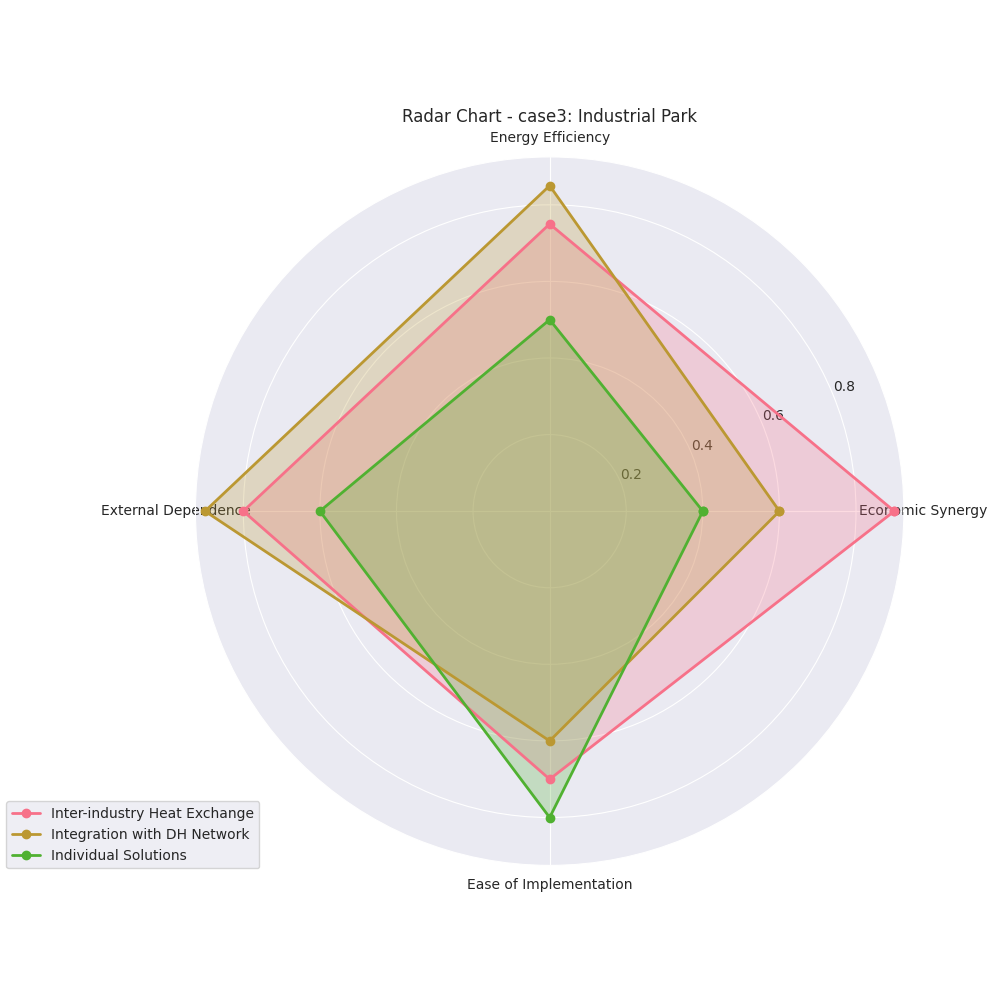 Radar Chart - case3: Industrial Park
Energy Efficiency
0.8
0.6
0.4
0.2
External Dependence
Economic Synergy
Inter-industry Heat Exchange
Integration with DH Network
Individual Solutions
Ease of Implementation